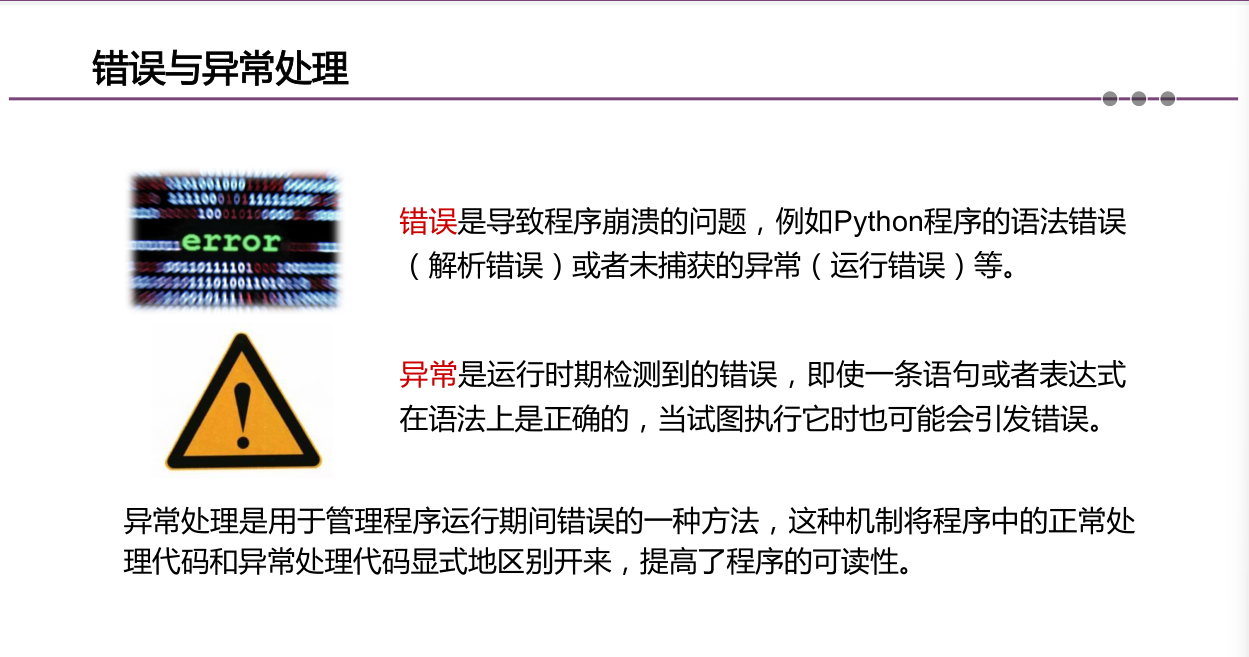 错误与异常处理
01001000
111100010111111
10001010
error
11101111101000
11101001101
错误是导致程序崩溃的问题，例如Python程序的语法错误
（解析错误）或者未捕获的异常（运行错误）等。
异常是运行时期检测到的错误，即使一条语句或者表达式
在语法上是正确的，当试图执行它时也可能会引发错误。
异常处理是用于管理程序运行期间错误的一种方法，这种机制将程序中的正常处
理代码和异常处理代码显式地区别开来，提高了程序的可读性。